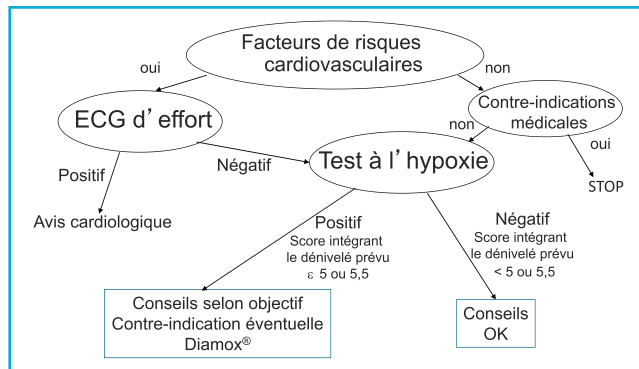 Facteurs de risques
cardiovasculaires
oui
non
ECG d’ effort
Contre-indications
médicales
non
oui
Test à l’ hypoxie
Positif
Négatif
STOP
Avis cardiologique
Positif
Score intégrant
le dénivelé prévu
ε 5 ou 5,5
Négatif
Score intégrant
le dénivelé prévu
< 5 ou 5,5
Conseils selon objectif
Contre-indication éventuelle
Diamox®
Conseils
OK